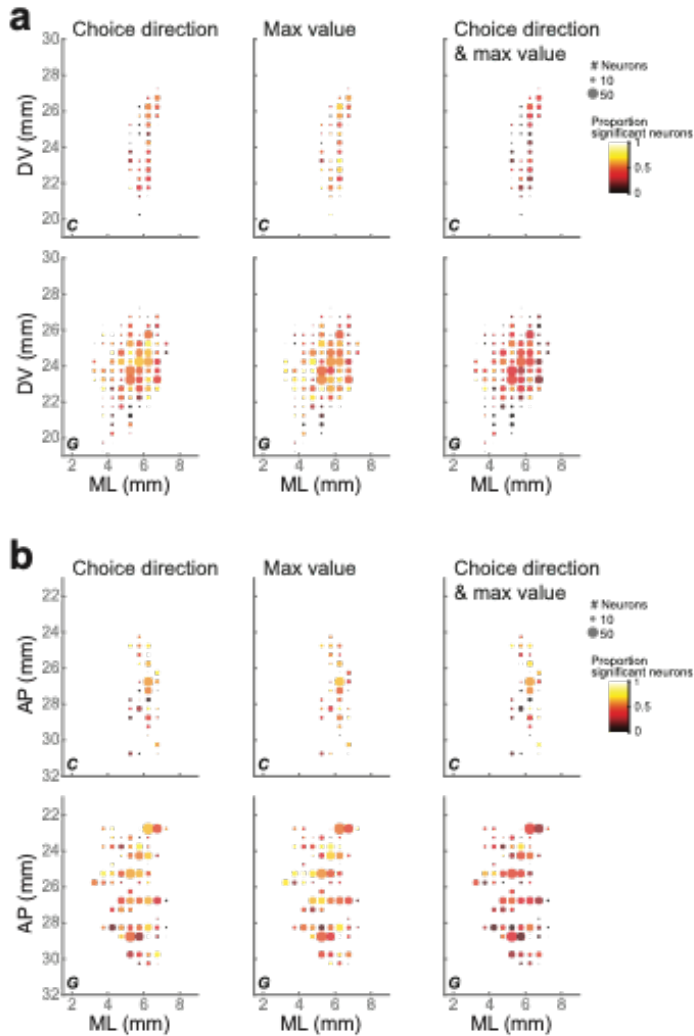 a
Choice direction
Max value
Choice direction
& max value
# Neurons
10
50
Proportion
significant neurons
1
0.5
0
DV (mm)
30
28
26
24
22
20
C
C
C
DV (mm)
30
28
26
24
22
20
G
G
G
2 4 6 8
2 4 6 8
2 4 6 8
ML (mm)
ML (mm)
ML (mm)
b
Choice direction
Max value
Choice direction
& max value
# Neurons
10
50
Proportion
significant neurons
1
0.5
0
AP (mm)
22
24
26
28
30
32
C
C
C
AP (mm)
22
24
26
28
30
32
G
G
G
2 4 6 8
2 4 6 8
2 4 6 8
ML (mm)
ML (mm)
ML (mm)